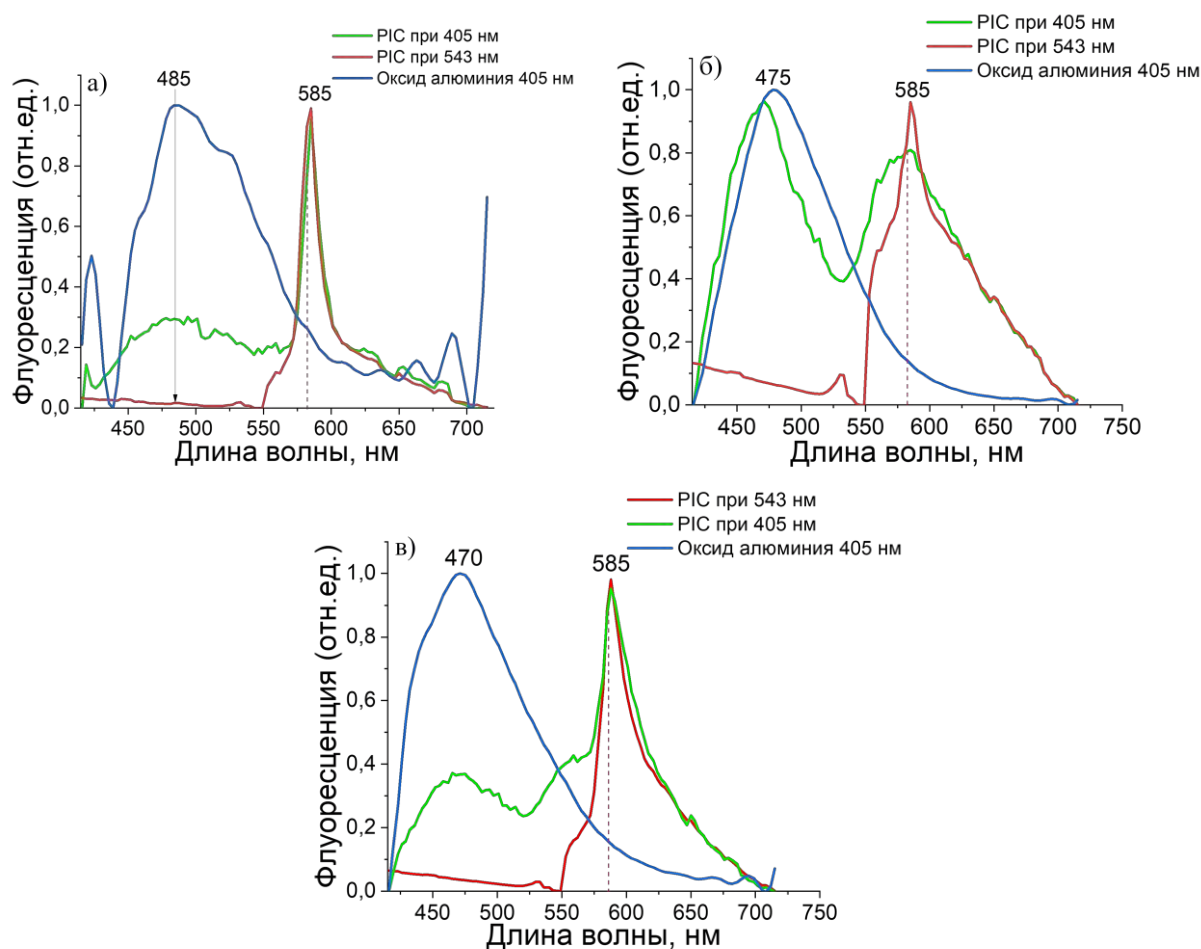 PIC при 405 нм
PIC при 543 нм
Оксид алюминия 405 нм
а)
485
585
1,0
0,8
0,6
0,4
0,2
0,0
Флуоресценция (отн.ед.)
450 500 550 600 650 700
Длина волны, нм
PIC при 405 нм
PIC при 543 нм
Оксид алюминия 405 нм
б)
475
585
1,0
0,8
0,6
0,4
0,2
0,0
Флуоресценция (отн.ед.)
450 500 550 600 650 700 750
Длина волны, нм
PIC при 543 нм
PIC при 405 нм
Оксид алюминия 405 нм
в)
470
585
1,0
0,8
0,6
0,4
0,2
0,0
Флуоресценция (отн.ед.)
450 500 550 600 650 700 750
Длина волны, нм